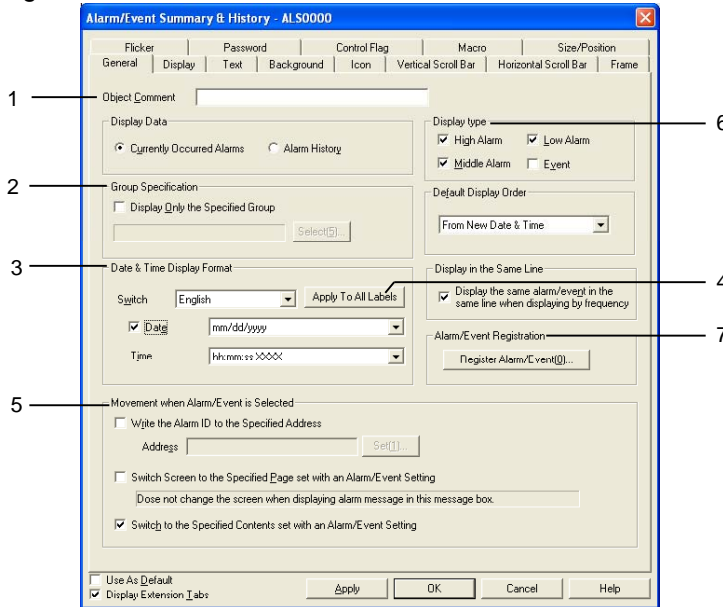 Alarm/Event Summary & History - ALS0000
Flicker Password Control Flag Macro Size/Position
General Display Text Background Icon Vertical Scroll Bar Horizontal Scroll Bar Frame
1
Object Comment
Display Data
Currently Occurred Alarms Alarm History
Display type
6
High Alarm Low Alarm
Middle Alarm Event
2
Group Specification
Display Only the Specified Group
Select(5)...
Default Display Order
From New Date & Time
3
Date & Time Display Format
Switch English Apply To All Labels
4
Date mm/dd/yyyy
Time hh:mm:ss XXXX
Display in the Same Line
Display the same alarm/event in the
same line when displaying by frequency
Alarm/Event Registration
7
Register Alarm/Event(0)...
5
Movement when Alarm/Event is Selected
Write the Alarm ID to the Specified Address
Address Set(1)...
Switch Screen to the Specified Page set with an Alarm/Event Setting
Dose not change the screen when displaying alarm message in this message box.
Switch to the Specified Contents set with an Alarm/Event Setting
Use As Default
Display Extension Tabs
Apply OK Cancel Help